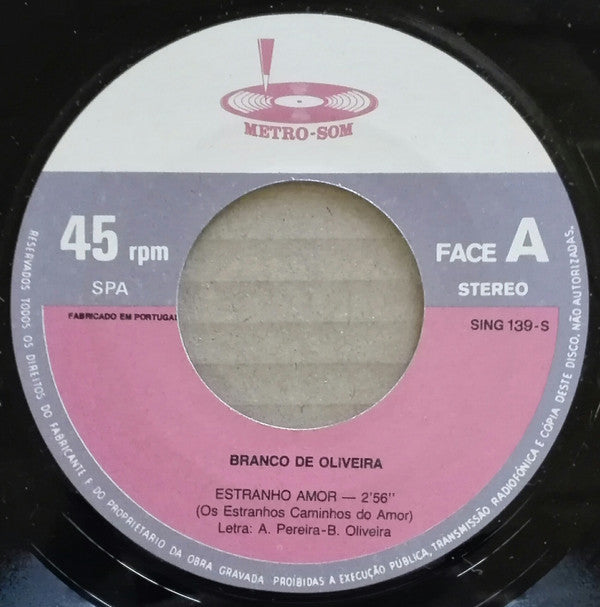 METRO-SOM
45 rpm
SPA
FACE A
STEREO
FABRICADO EM PORTUGAL
SING 139-S
BRANCO DE OLIVEIRA
ESTRANHO AMOR — 2'56''
(Os Estranhos Caminhos do Amor)
Letra: A. Pereira-B. Oliveira
RESERVADOS TODOS OS DIREITOS DO FABRICANTE E DO PROPRIETARIO DA OBRA GRAVADA PROIBIDAS A EXECUÇÃO PÚBLICA, TRANSMISSÃO RADIOFÓNICA E CÓPIA DESTE DISCO, NÃO AUTORIZADAS.